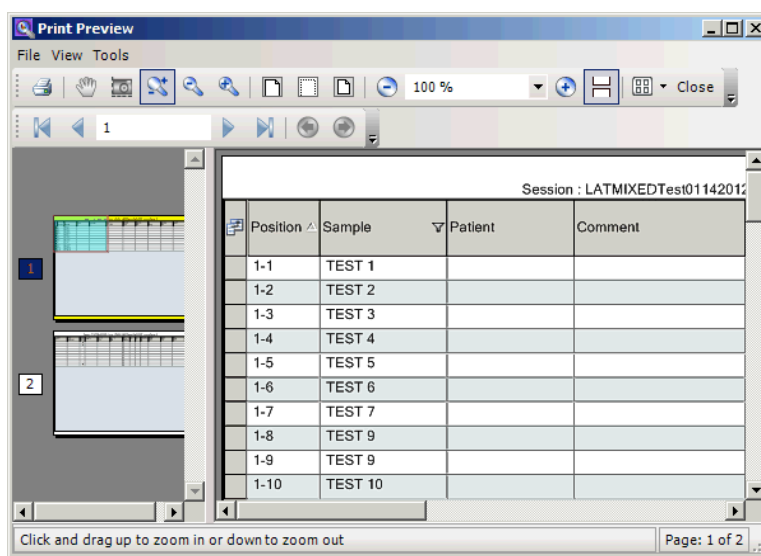 Print Preview
File View Tools
100 % Close
1
Session : LATMIXEDTest01142012
Position Sample Patient Comment
1-1 TEST 1
1-2 TEST 2
1-3 TEST 3
1-4 TEST 4
1-5 TEST 5
1-6 TEST 6
1-7 TEST 7
1-8 TEST 9
1-9 TEST 9
1-10 TEST 10
1
2
Click and drag up to zoom in or down to zoom out Page: 1 of 2